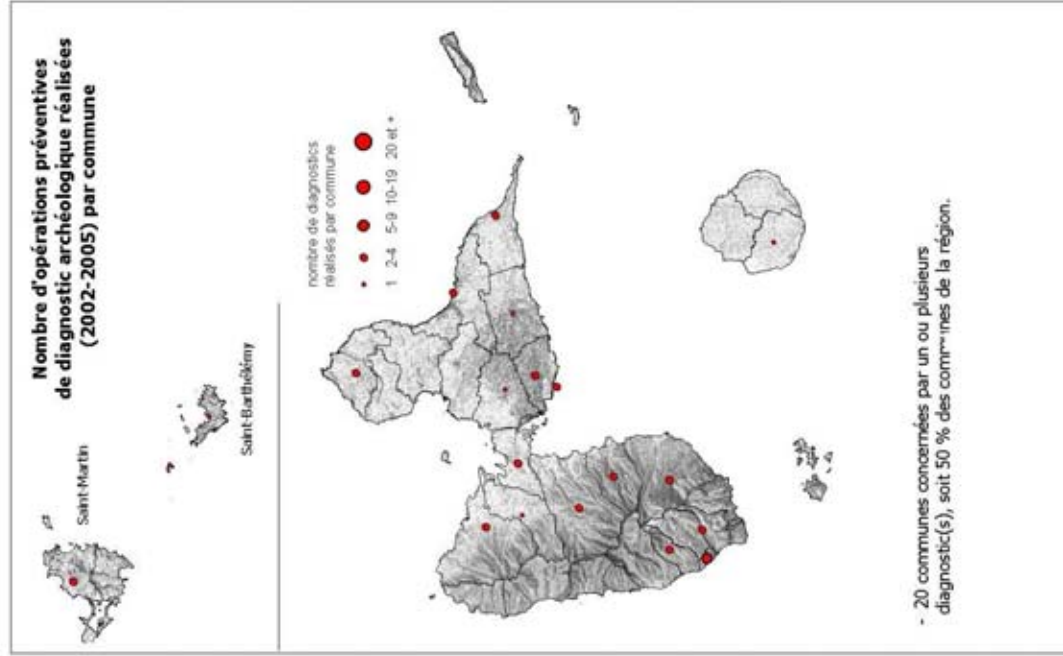 Nombre d'opérations préventives
de diagnostic archéologique réalisées
(2002-2005) par commune
Saint-Martin
Saint-Barthélémy
nombre de diagnostics
réalisés par commune
1 2-4 5-9 10-19 20 et +
- 20 communes concernées par un ou plusieurs
diagnostic(s), soit 50 % des communes de la région.